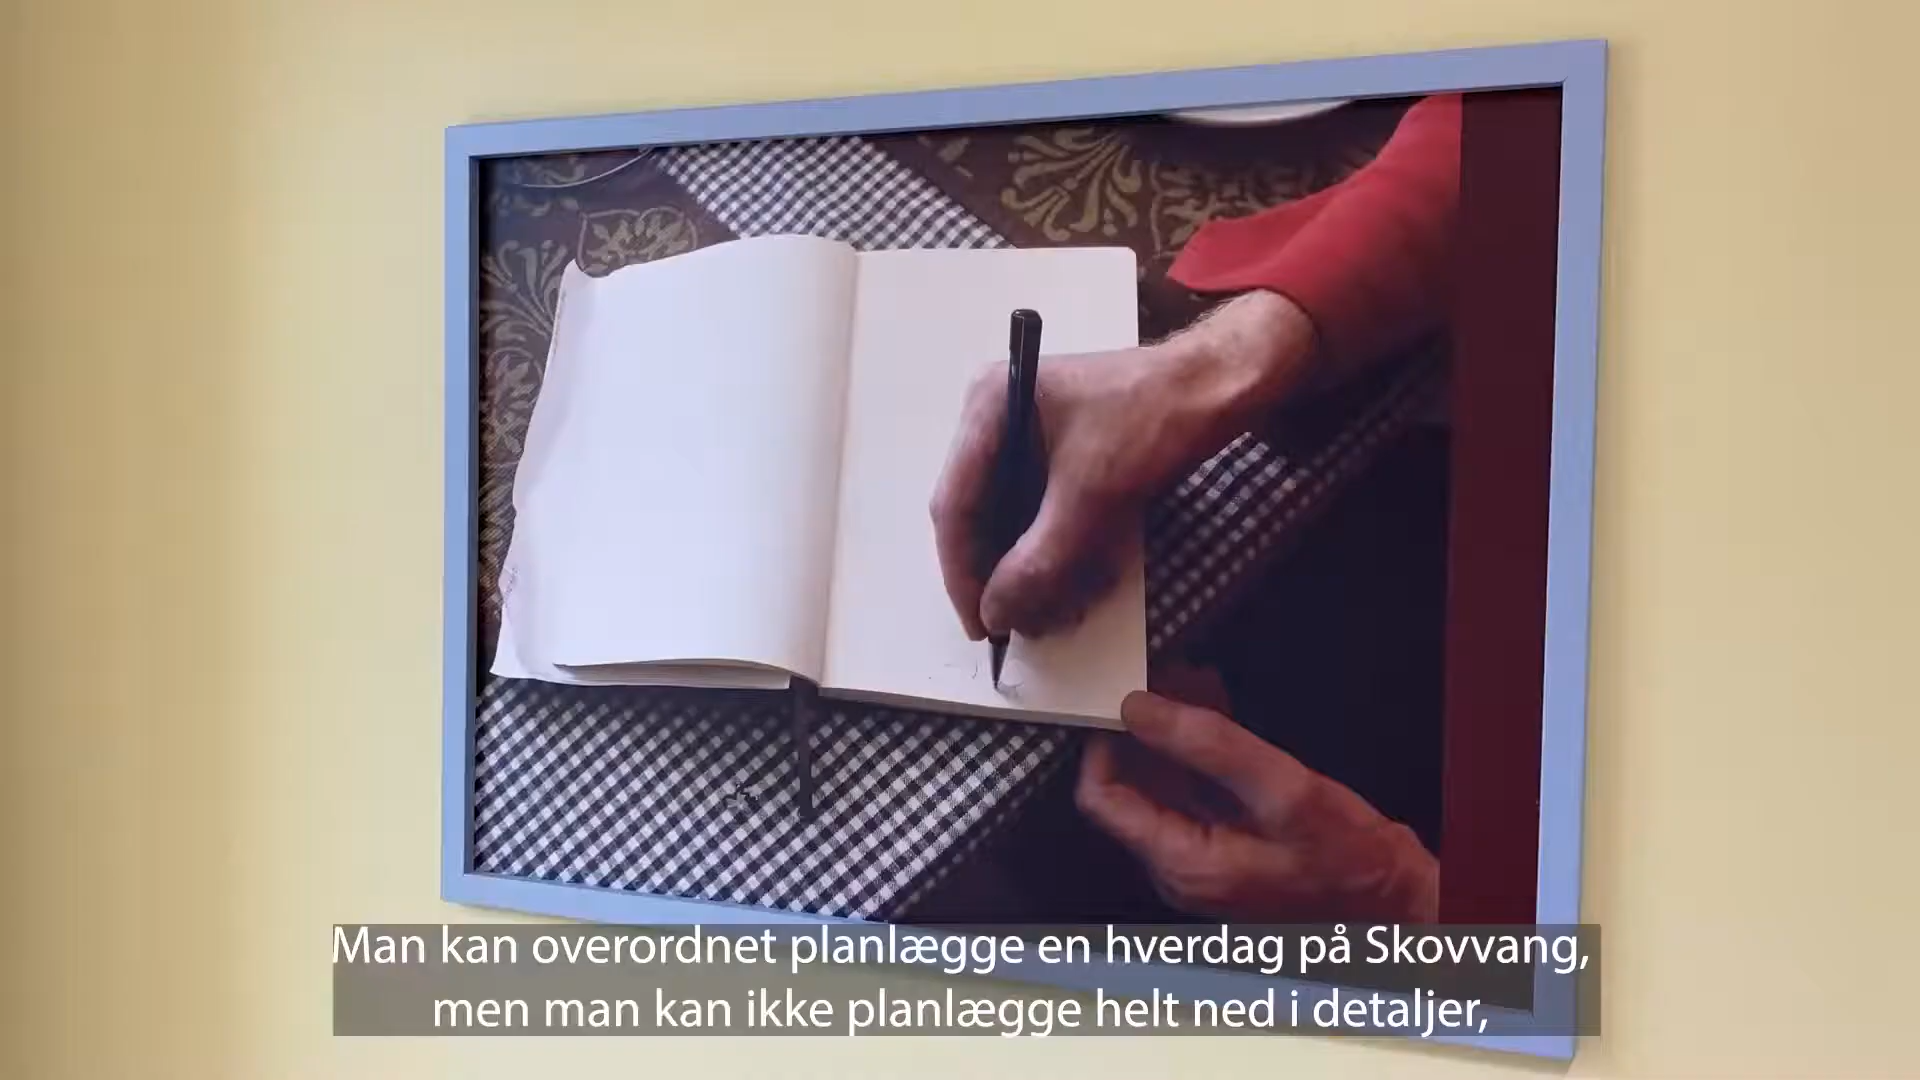 Man kan overordnet planlægge en hverdag på Skovvang,
men man kan ikke planlægge helt ned i detaljer,